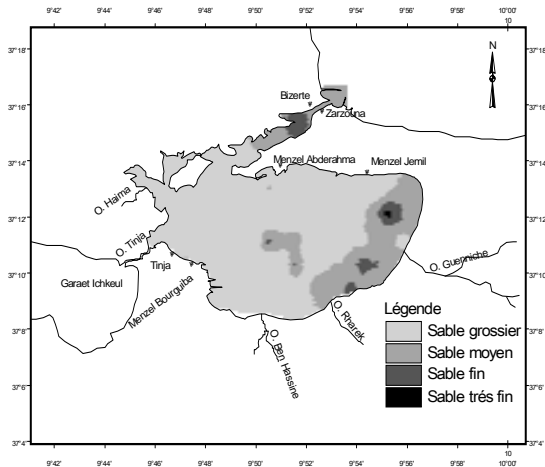 9°42' 9°44' 9°46' 9°48' 9°50' 9°52' 9°54' 9°56' 9°58' 10°0
37°18' 37°18'
N
37°16' 37°16'
Bizerte
Zarzouna
37°14' 37°14'
Menzel Abderahma
Menzel Jemil
O. Haima
37°12' 37°12'
O. Tinja
Tinja
O. Guenniche
37°10' 37°10'
Garaet Ichkeul
Menzel Bourguiba
O. Rharek
37°8' 37°8'
O. Ben Hassine
Légende
Sable grossier
Sable moyen
Sable fin
Sable trés fin
37°6' 37°6'
37°4' 37°4'
9°42' 9°44' 9°46' 9°48' 9°50' 9°52' 9°54' 9°56' 9°58' 10°0